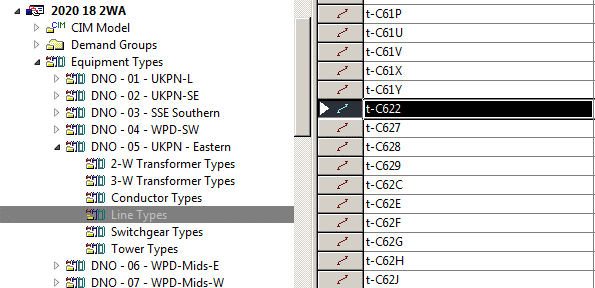 2020 18 2WA
CIM CIM Model
Demand Groups
Equipment Types
DNO - 01 - UKPN-L
DNO - 02 - UKPN-SE
DNO - 03 - SSE Southern
DNO - 04 - WPD-SW
DNO - 05 - UKPN - Eastern
2-W Transformer Types
3-W Transformer Types
Conductor Types
Line Types
Switchgear Types
Tower Types
DNO - 06 - WPD-Mids-E
DNO - 07 - WPD-Mids-W
t-C61P
t-C61U
t-C61V
t-C61X
t-C61Y
t-C622
t-C627
t-C628
t-C629
t-C62C
t-C62E
t-C62F
t-C62G
t-C62H
t-C62J